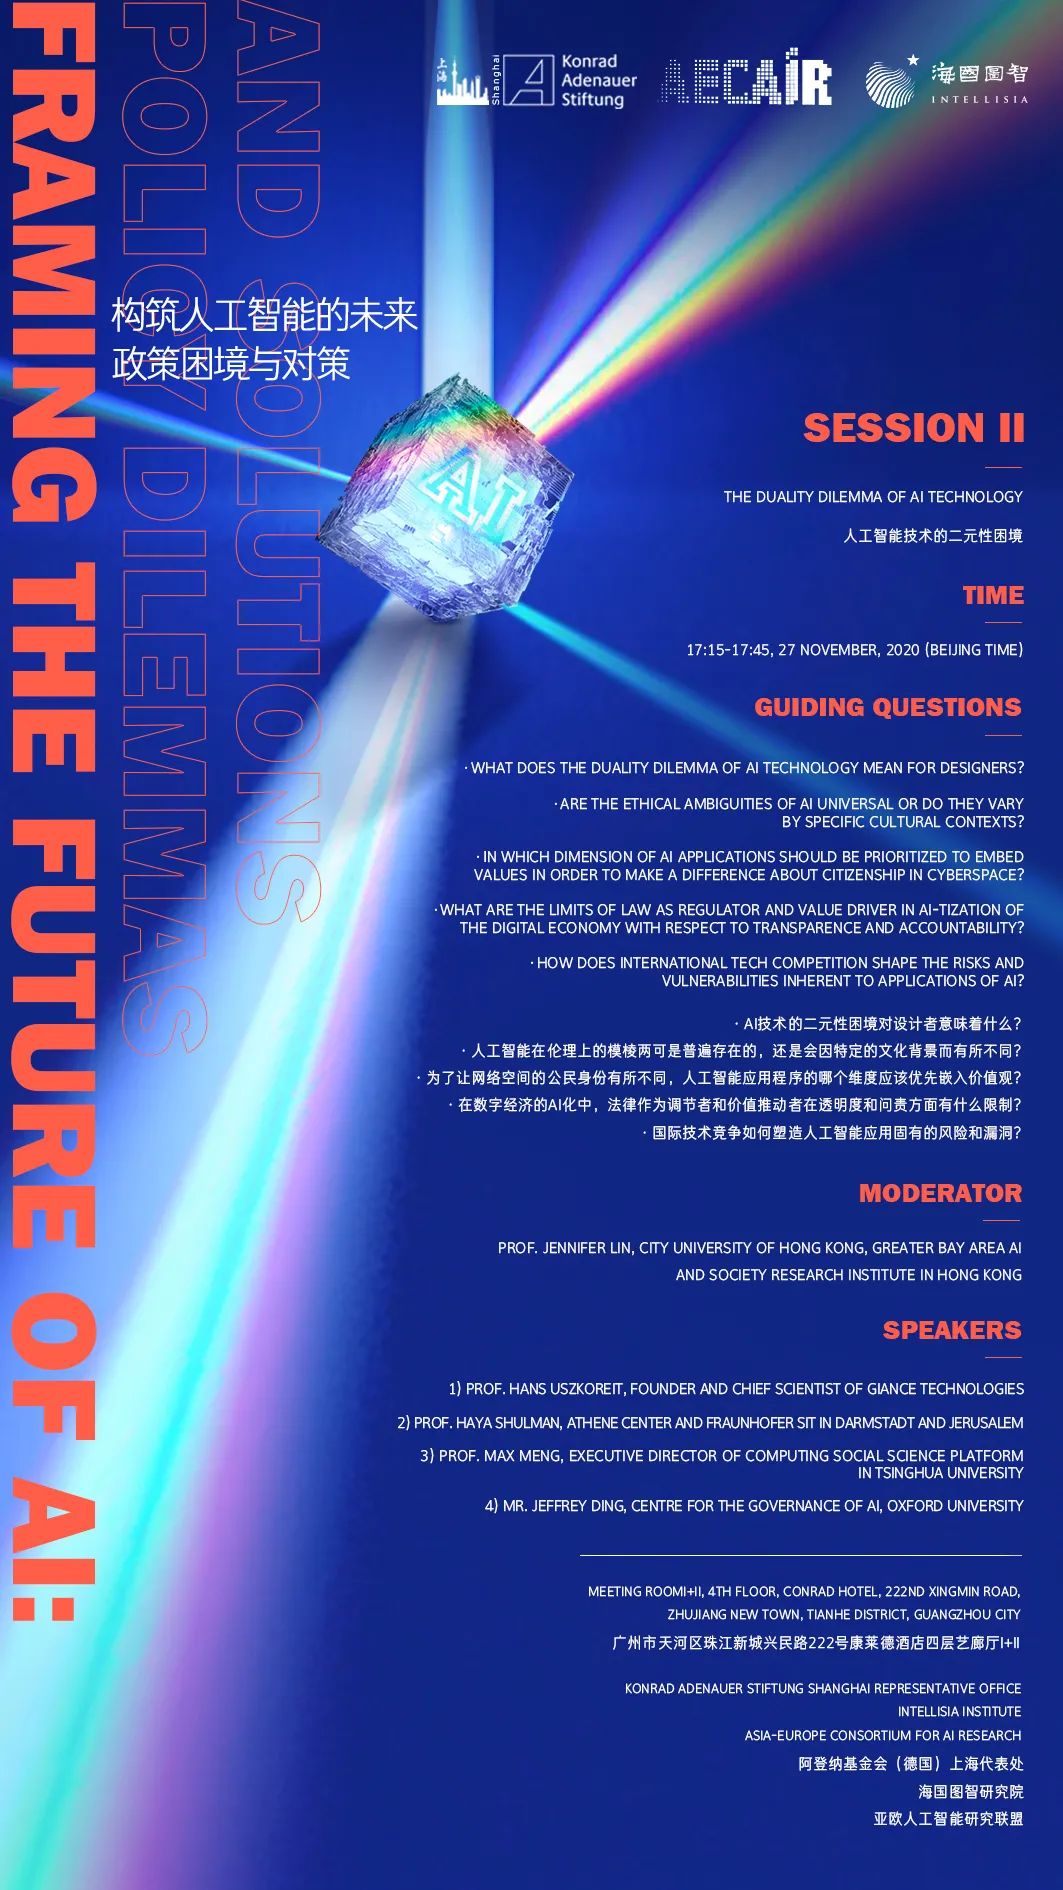 FRAMING THE FUTURE OF AI:
POLICY DILEMMAS
AND SOLUTIONS
上海
Shanghai
Konrad
Adenauer
Stiftung
AECAIR
海國圖智
INTELLISIA
构筑人工智能的未来
政策困境与对策
AI
SESSION II
THE DUALITY DILEMMA OF AI TECHNOLOGY
人工智能技术的二元性困境
TIME
17:15-17:45, 27 NOVEMBER, 2020 (BEIJING TIME)
GUIDING QUESTIONS
·WHAT DOES THE DUALITY DILEMMA OF AI TECHNOLOGY MEAN FOR DESIGNERS?
·ARE THE ETHICAL AMBIGUITIES OF AI UNIVERSAL OR DO THEY VARY
BY SPECIFIC CULTURAL CONTEXTS?
·IN WHICH DIMENSION OF AI APPLICATIONS SHOULD BE PRIORITIZED TO EMBED
VALUES IN ORDER TO MAKE A DIFFERENCE ABOUT CITIZENSHIP IN CYBERSPACE?
·WHAT ARE THE LIMITS OF LAW AS REGULATOR AND VALUE DRIVER IN AI-TIZATION OF
THE DIGITAL ECONOMY WITH RESPECT TO TRANSPARENCE AND ACCOUNTABILITY?
·HOW DOES INTERNATIONAL TECH COMPETITION SHAPE THE RISKS AND
VULNERABILITIES INHERENT TO APPLICATIONS OF AI?
· AI技术的二元性困境对设计者意味着什么？
· 人工智能在伦理上的模棱两可是普遍存在的，还是会因特定的文化背景而有所不同？
· 为了让网络空间的公民身份有所不同，人工智能应用程序的哪个维度应该优先嵌入价值观？
· 在数字经济的AI化中，法律作为调节者和价值推动者在透明度和问责方面有什么限制？
· 国际技术竞争如何塑造人工智能应用固有的风险和漏洞？
MODERATOR
PROF. JENNIFER LIN, CITY UNIVERSITY OF HONG KONG, GREATER BAY AREA AI
AND SOCIETY RESEARCH INSTITUTE IN HONG KONG
SPEAKERS
1) PROF. HANS USZKOREIT, FOUNDER AND CHIEF SCIENTIST OF GIANCE TECHNOLOGIES
2) PROF. HAYA SHULMAN, ATHENE CENTER AND FRAUNHOFER SIT IN DARMSTADT AND JERUSALEM
3) PROF. MAX MENG, EXECUTIVE DIRECTOR OF COMPUTING SOCIAL SCIENCE PLATFORM
IN TSINGHUA UNIVERSITY
4) MR. JEFFREY DING, CENTRE FOR THE GOVERNANCE OF AI, OXFORD UNIVERSITY
MEETING ROOMI+II, 4TH FLOOR, CONRAD HOTEL, 222ND XINGMIN ROAD,
ZHUJIANG NEW TOWN, TIANHE DISTRICT, GUANGZHOU CITY
广州市天河区珠江新城兴民路222号康莱德酒店四层艺廊厅I+II
KONRAD ADENAUER STIFTUNG SHANGHAI REPRESENTATIVE OFFICE
INTELLISIA INSTITUTE
ASIA-EUROPE CONSORTIUM FOR AI RESEARCH
阿登纳基金会（德国）上海代表处
海国图智研究院
亚欧人工智能研究联盟